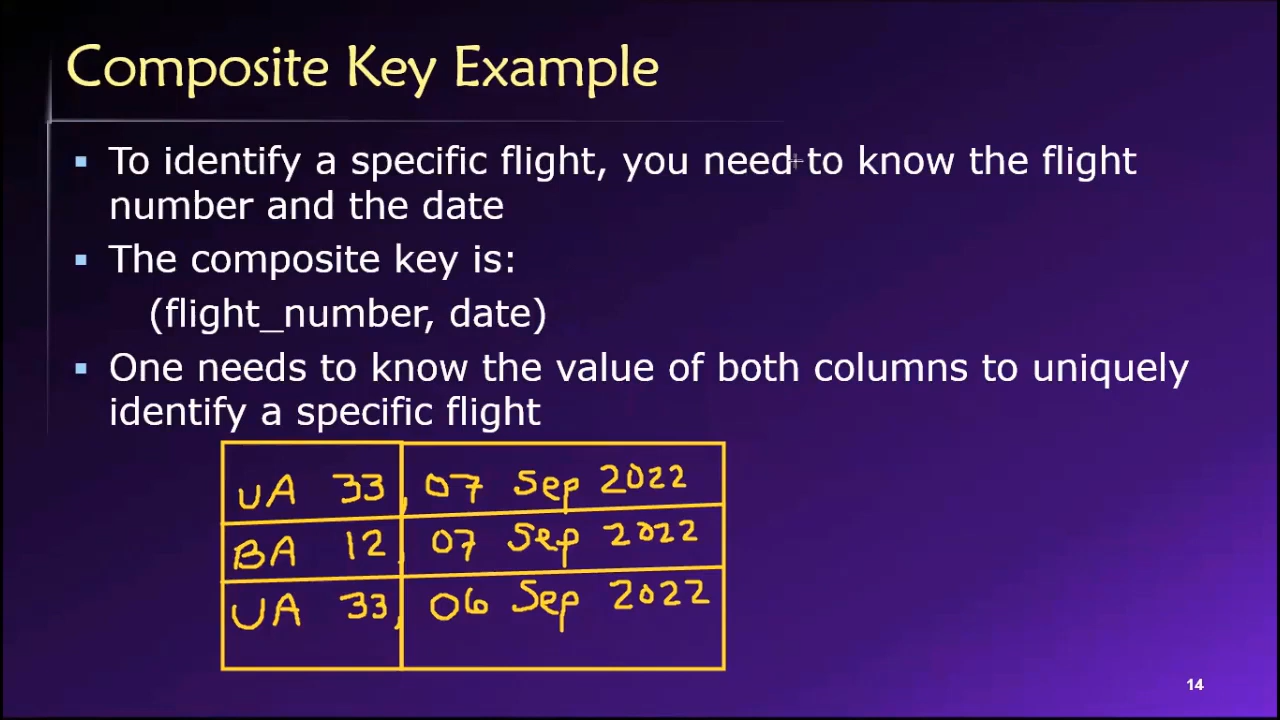 Composite Key Example
▪ To identify a specific flight, you need to know the flight
number and the date
▪ The composite key is:
(flight_number, date)
▪ One needs to know the value of both columns to uniquely
identify a specific flight
UA 33, 07 Sep 2022
BA 12, 07 Sep 2022
UA 33, 06 Sep 2022
14